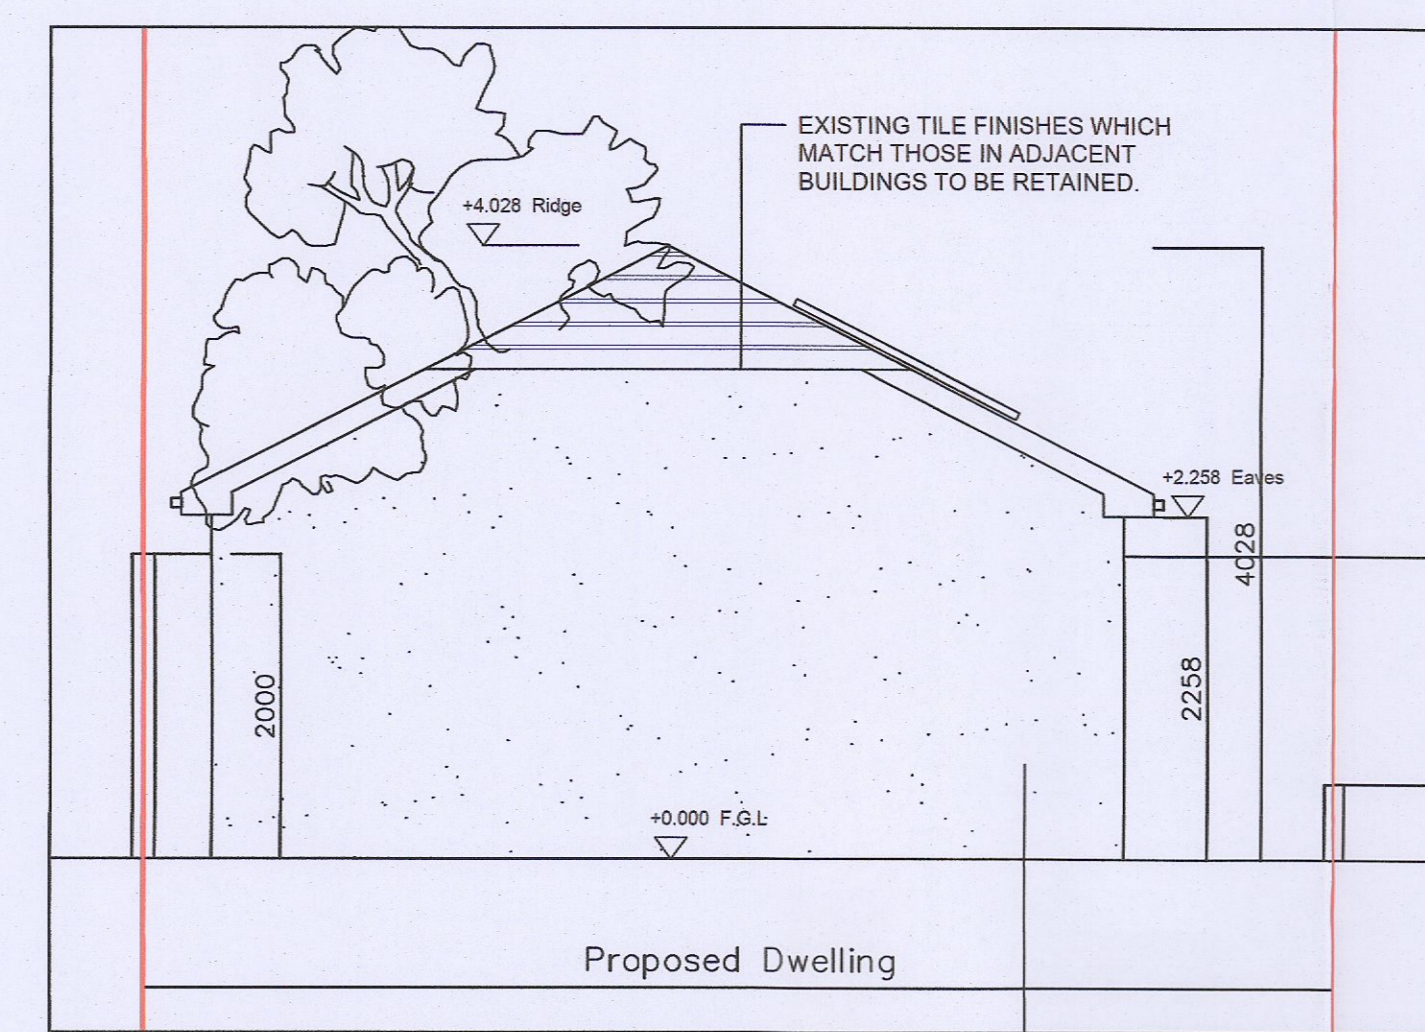 EXISTING TILE FINISHES WHICH
MATCH THOSE IN ADJACENT
BUILDINGS TO BE RETAINED.
+4.028 Ridge
+2.258 Eaves
4028
2000
2258
+0.000 F.G.L
Proposed Dwelling